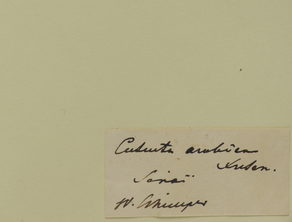 Cuscuta arabica
Fresen.
Sinai
W. Schimper